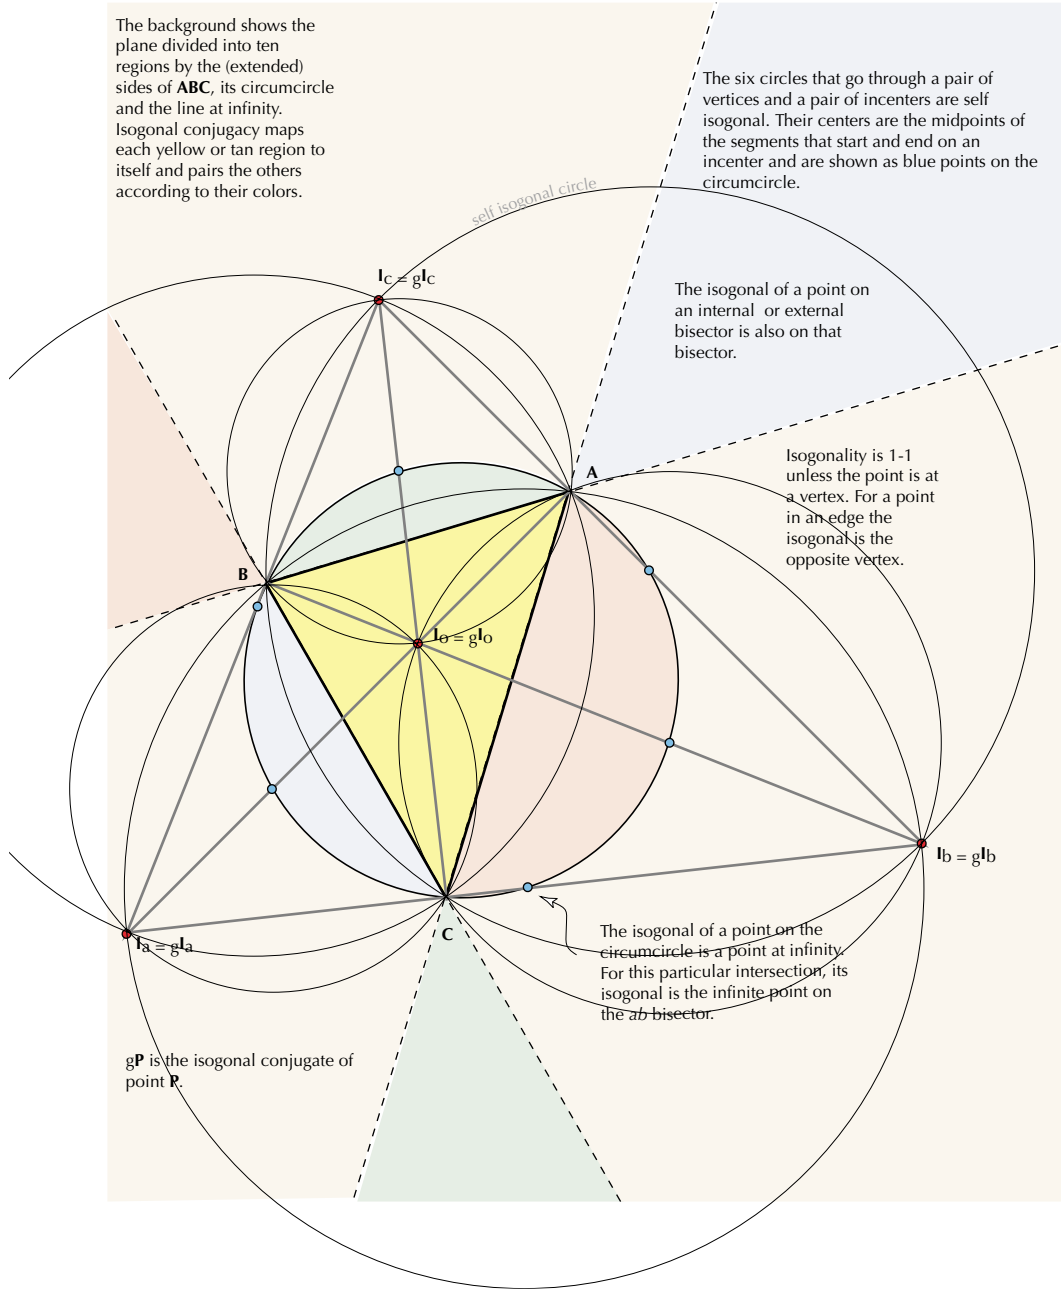 The background shows the
plane divided into ten
regions by the (extended)
sides of ABC, its circumcircle
and the line at infinity.
Isogonal conjugacy maps
each yellow or tan region to
itself and pairs the others
according to their colors.
The six circles that go through a pair of
vertices and a pair of incenters are self
isogonal. Their centers are the midpoints of
the segments that start and end on an
incenter and are shown as blue points on the
circumcircle.
self isogonal circle
Ic = gIc
The isogonal of a point on
an internal or external
bisector is also on that
bisector.
A
Isogonality is 1-1
unless the point is at
a vertex. For a point
in an edge the
isogonal is the
opposite vertex.
B
Io = gIo
Ib = gIb
C
Ia = gIa
The isogonal of a point on the
circumcircle is a point at infinity.
For this particular intersection, its
isogonal is the infinite point on
the ab bisector.
gP is the isogonal conjugate of
point P.